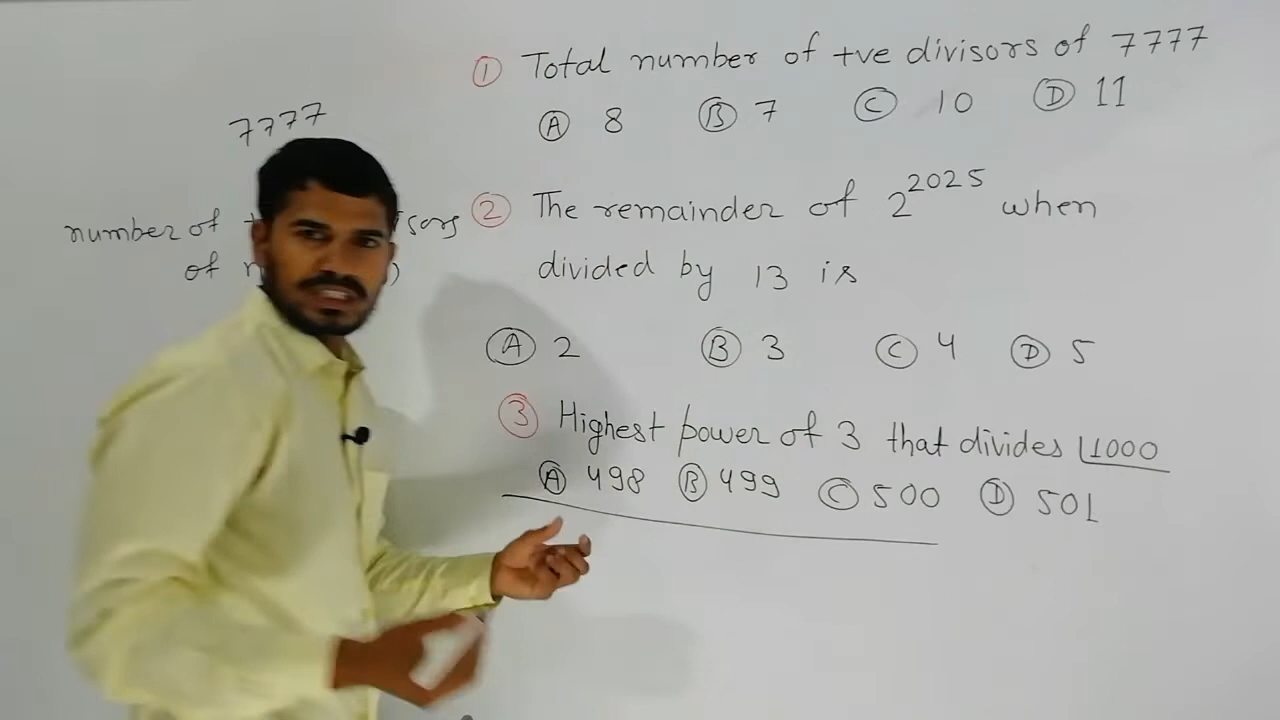 7777
number of
of
① Total number of +ve divisors of 7777
Ⓐ 8 Ⓑ 7 Ⓒ 10 Ⓓ 11
② The remainder of 2^2025 when
divided by 13 is
Ⓐ 2 Ⓑ 3 Ⓒ 4 Ⓓ 5
③ Highest power of 3 that divides |1000
Ⓐ 498 Ⓑ 499 Ⓒ 500 Ⓓ 501